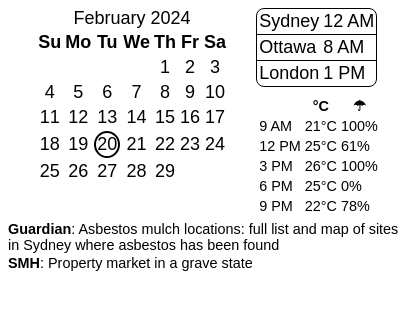 February 2024
Su Mo Tu We Th Fr Sa
1 2 3
4 5 6 7 8 9 10
11 12 13 14 15 16 17
18 19 20 21 22 23 24
25 26 27 28 29
Sydney 12 AM
Ottawa 8 AM
London 1 PM
°C ☂
9 AM 21°C 100%
12 PM 25°C 61%
3 PM 26°C 100%
6 PM 25°C 0%
9 PM 22°C 78%
Guardian: Asbestos mulch locations: full list and map of sites
in Sydney where asbestos has been found
SMH: Property market in a grave state